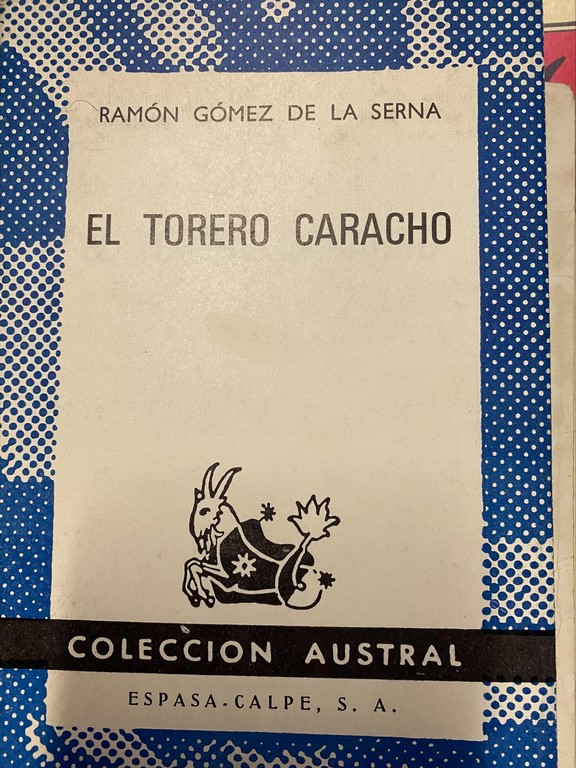 RAMÓN GÓMEZ DE LA SERNA
EL TORERO CARACHO
COLECCION AUSTRAL
ESPASA-CALPE, S. A.